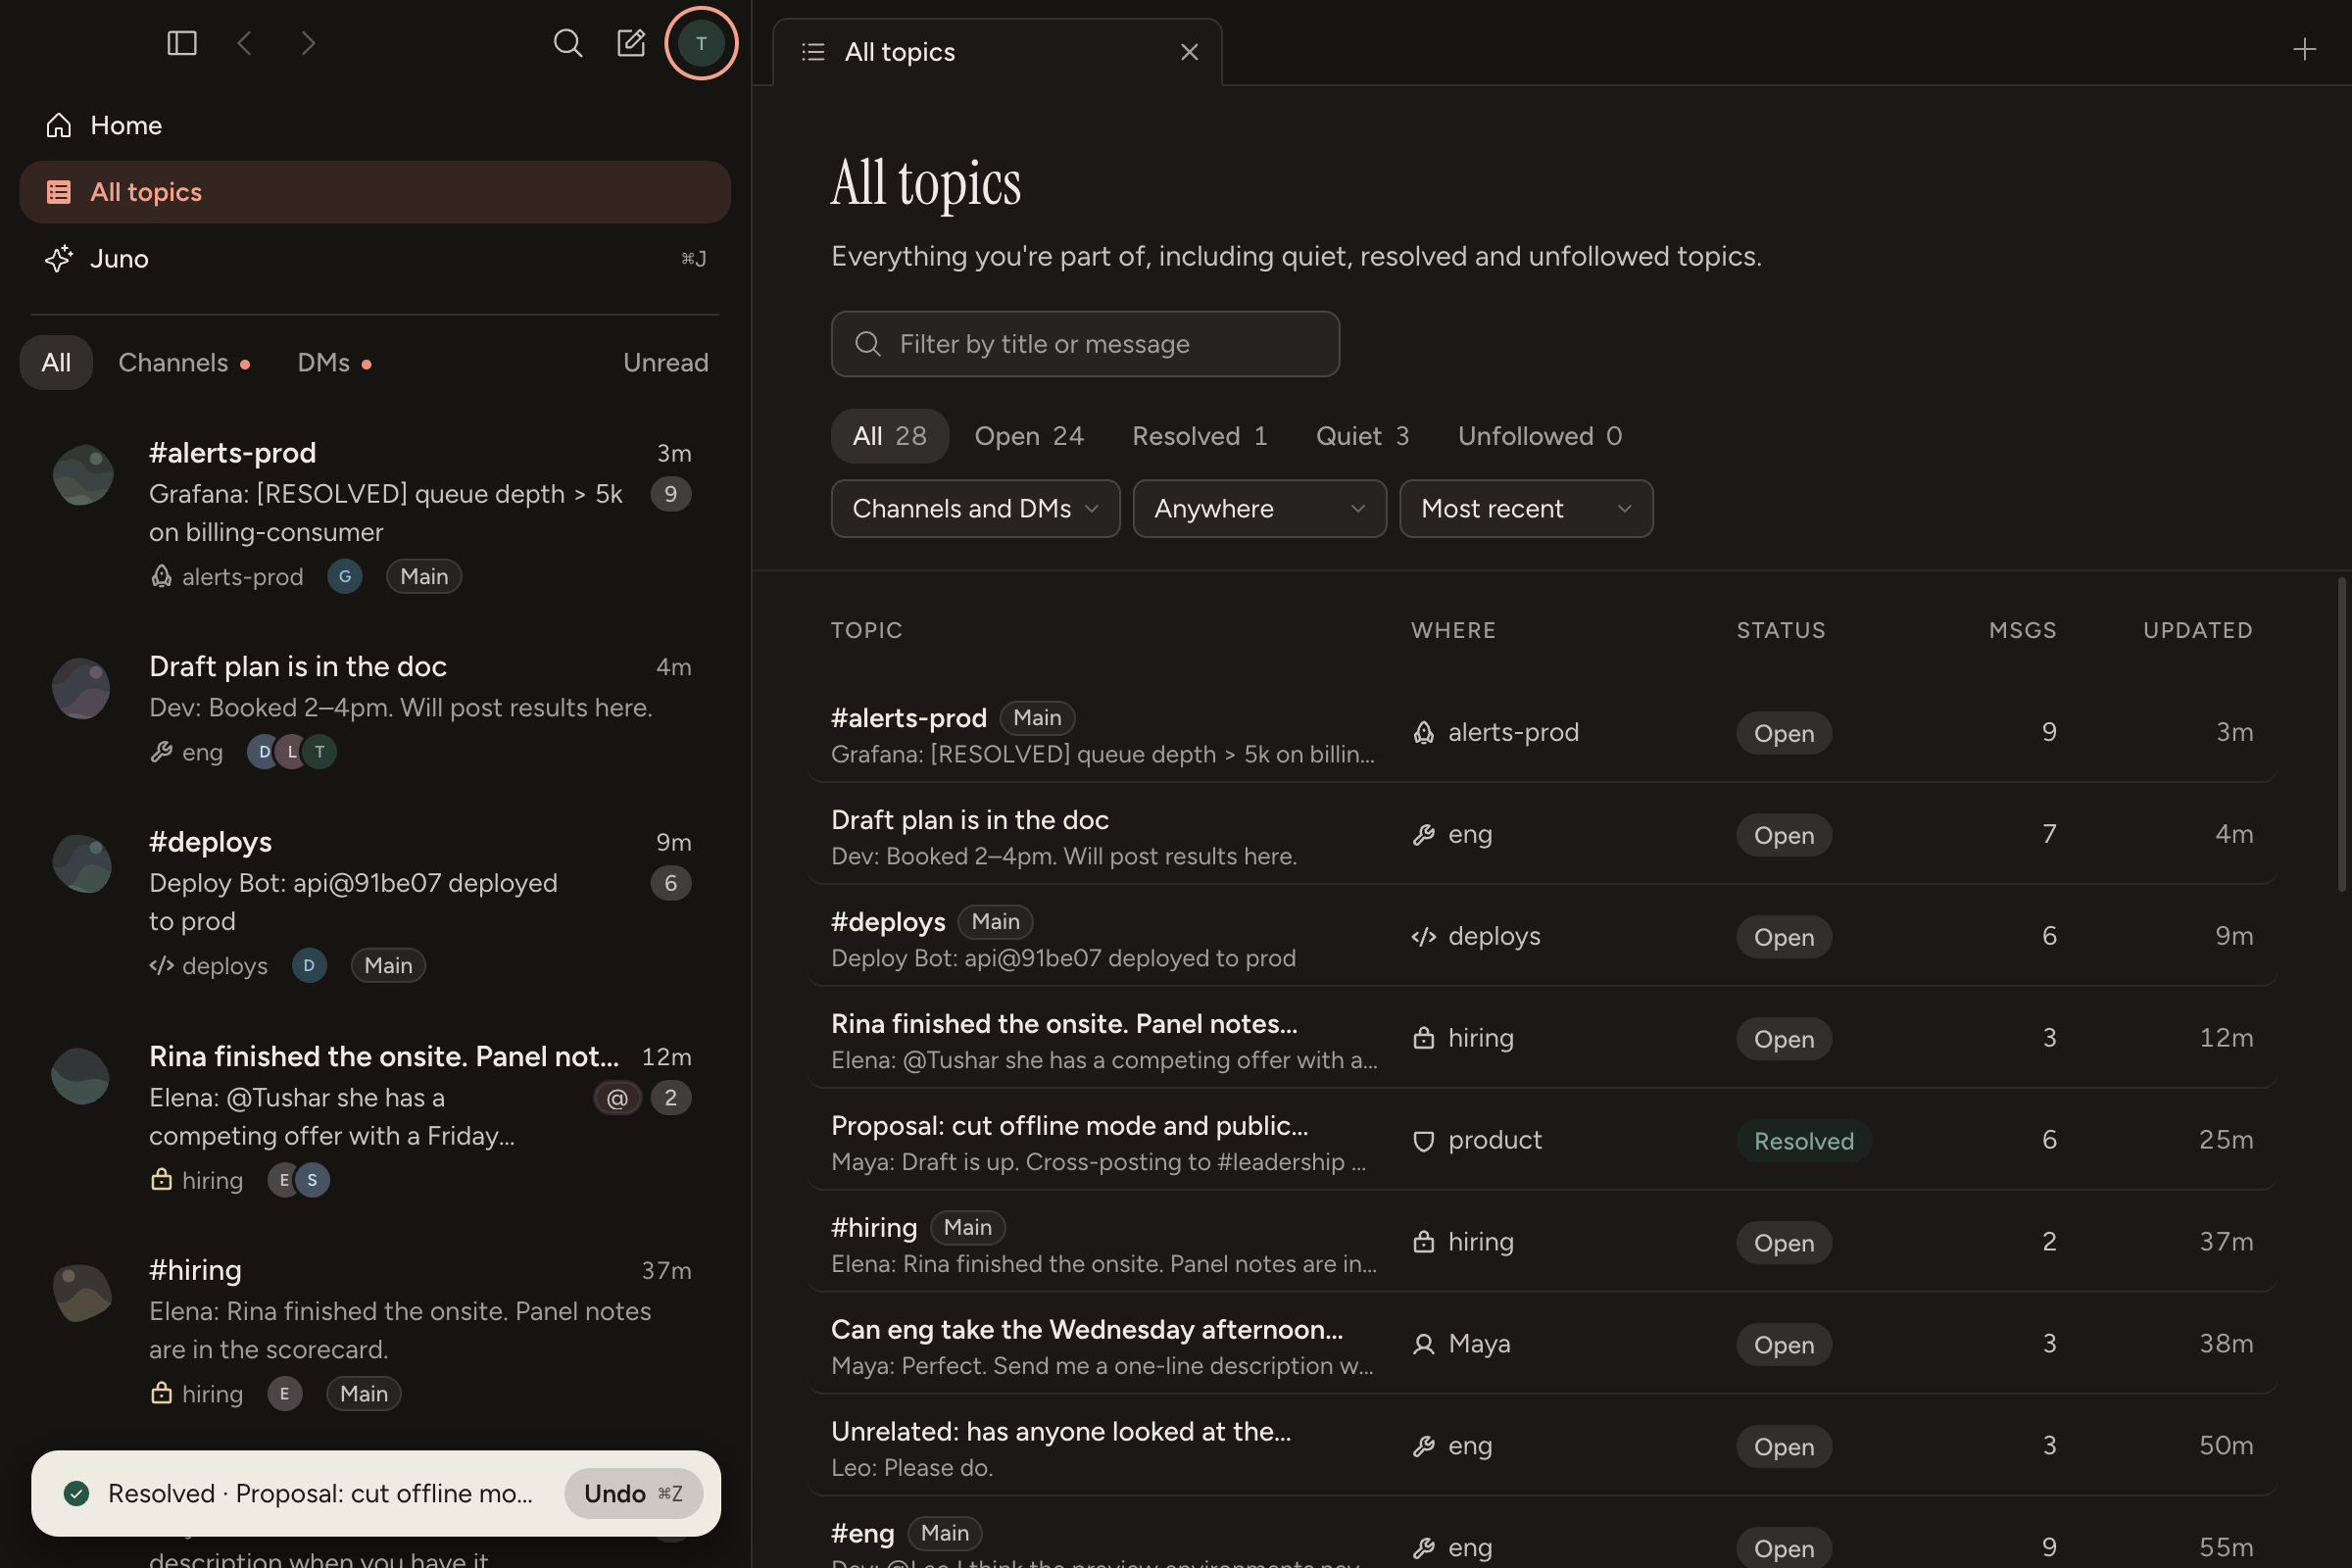 T
Home
All topics
Juno ⌘J
All Channels DMs Unread
#alerts-prod 3m
Grafana: [RESOLVED] queue depth > 5k 9
on billing-consumer
alerts-prod G Main
Draft plan is in the doc 4m
Dev: Booked 2–4pm. Will post results here.
eng D L T
#deploys 9m
Deploy Bot: api@91be07 deployed 6
to prod
deploys D Main
Rina finished the onsite. Panel not... 12m
Elena: @Tushar she has a @ 2
competing offer with a Friday...
hiring E S
#hiring 37m
Elena: Rina finished the onsite. Panel notes
are in the scorecard.
hiring E Main
Resolved · Proposal: cut offline mo... Undo ⌘Z
description when you have it
All topics
All topics
Everything you're part of, including quiet, resolved and unfollowed topics.
Filter by title or message
All 28 Open 24 Resolved 1 Quiet 3 Unfollowed 0
Channels and DMs Anywhere Most recent
TOPIC WHERE STATUS MSGS UPDATED
#alerts-prod Main
Grafana: [RESOLVED] queue depth > 5k on billin... alerts-prod Open 9 3m
Draft plan is in the doc
Dev: Booked 2–4pm. Will post results here. eng Open 7 4m
#deploys Main
Deploy Bot: api@91be07 deployed to prod deploys Open 6 9m
Rina finished the onsite. Panel notes...
Elena: @Tushar she has a competing offer with a... hiring Open 3 12m
Proposal: cut offline mode and public...
Maya: Draft is up. Cross-posting to #leadership ... product Resolved 6 25m
#hiring Main
Elena: Rina finished the onsite. Panel notes are in... hiring Open 2 37m
Can eng take the Wednesday afternoon...
Maya: Perfect. Send me a one-line description w... Maya Open 3 38m
Unrelated: has anyone looked at the...
Leo: Please do. eng Open 3 50m
#eng Main
Dev: @Leo I think the preview environments eng Open 9 55m